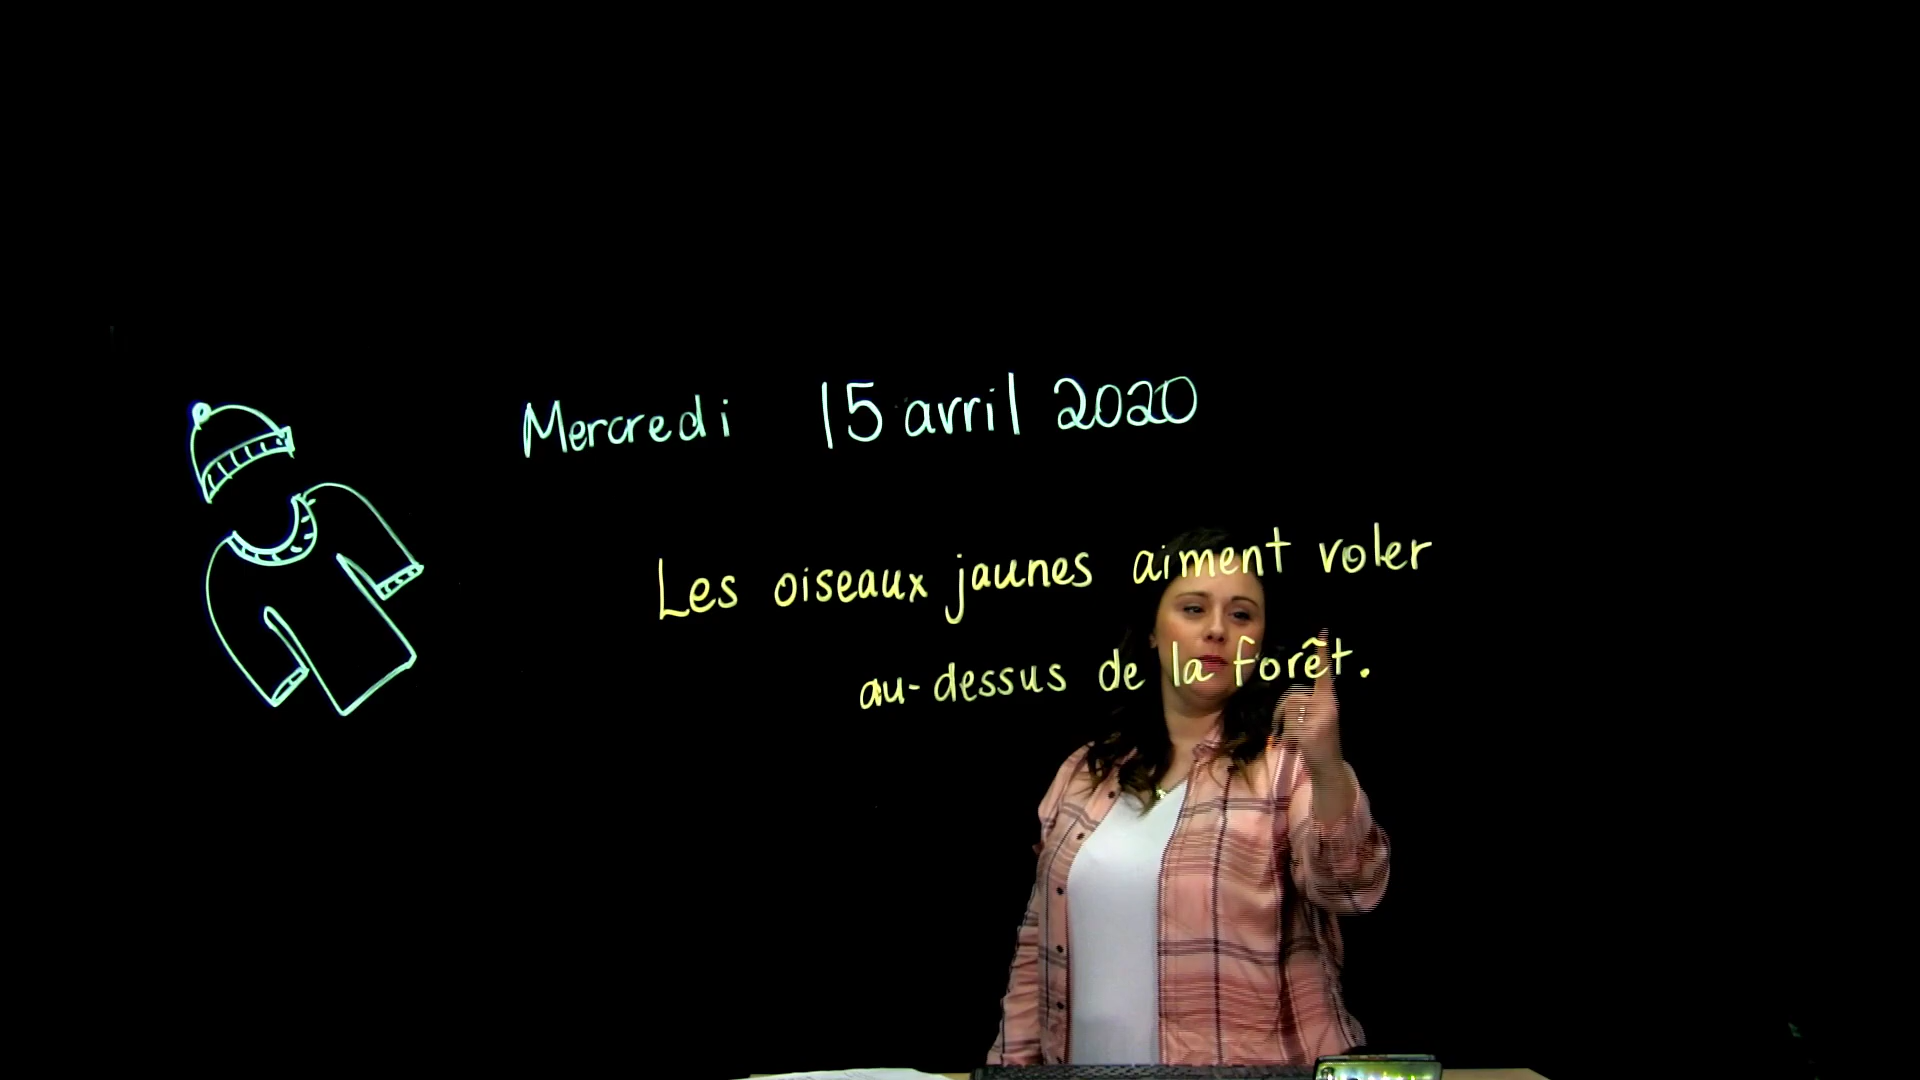 Mercredi 15 avril 2020
Les oiseaux jaunes aiment voler
au-dessus de la forêt.